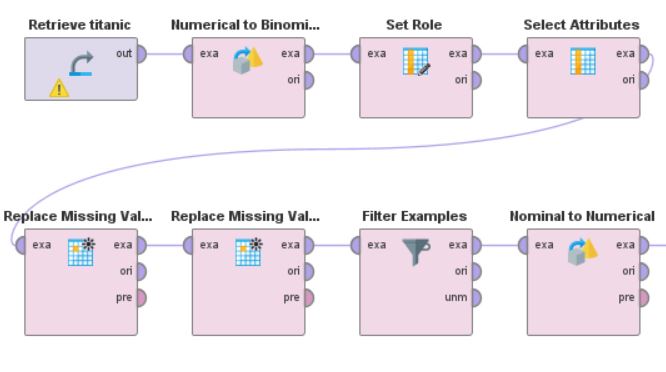 Retrieve titanic
Numerical to Binomi...
Set Role
Select Attributes
out
exa
exa
ori
exa
exa
ori
exa
exa
ori
Replace Missing Val...
Replace Missing Val...
Filter Examples
Nominal to Numerical
exa
exa
ori
pre
exa
exa
ori
pre
exa
exa
ori
unm
exa
exa
ori
pre